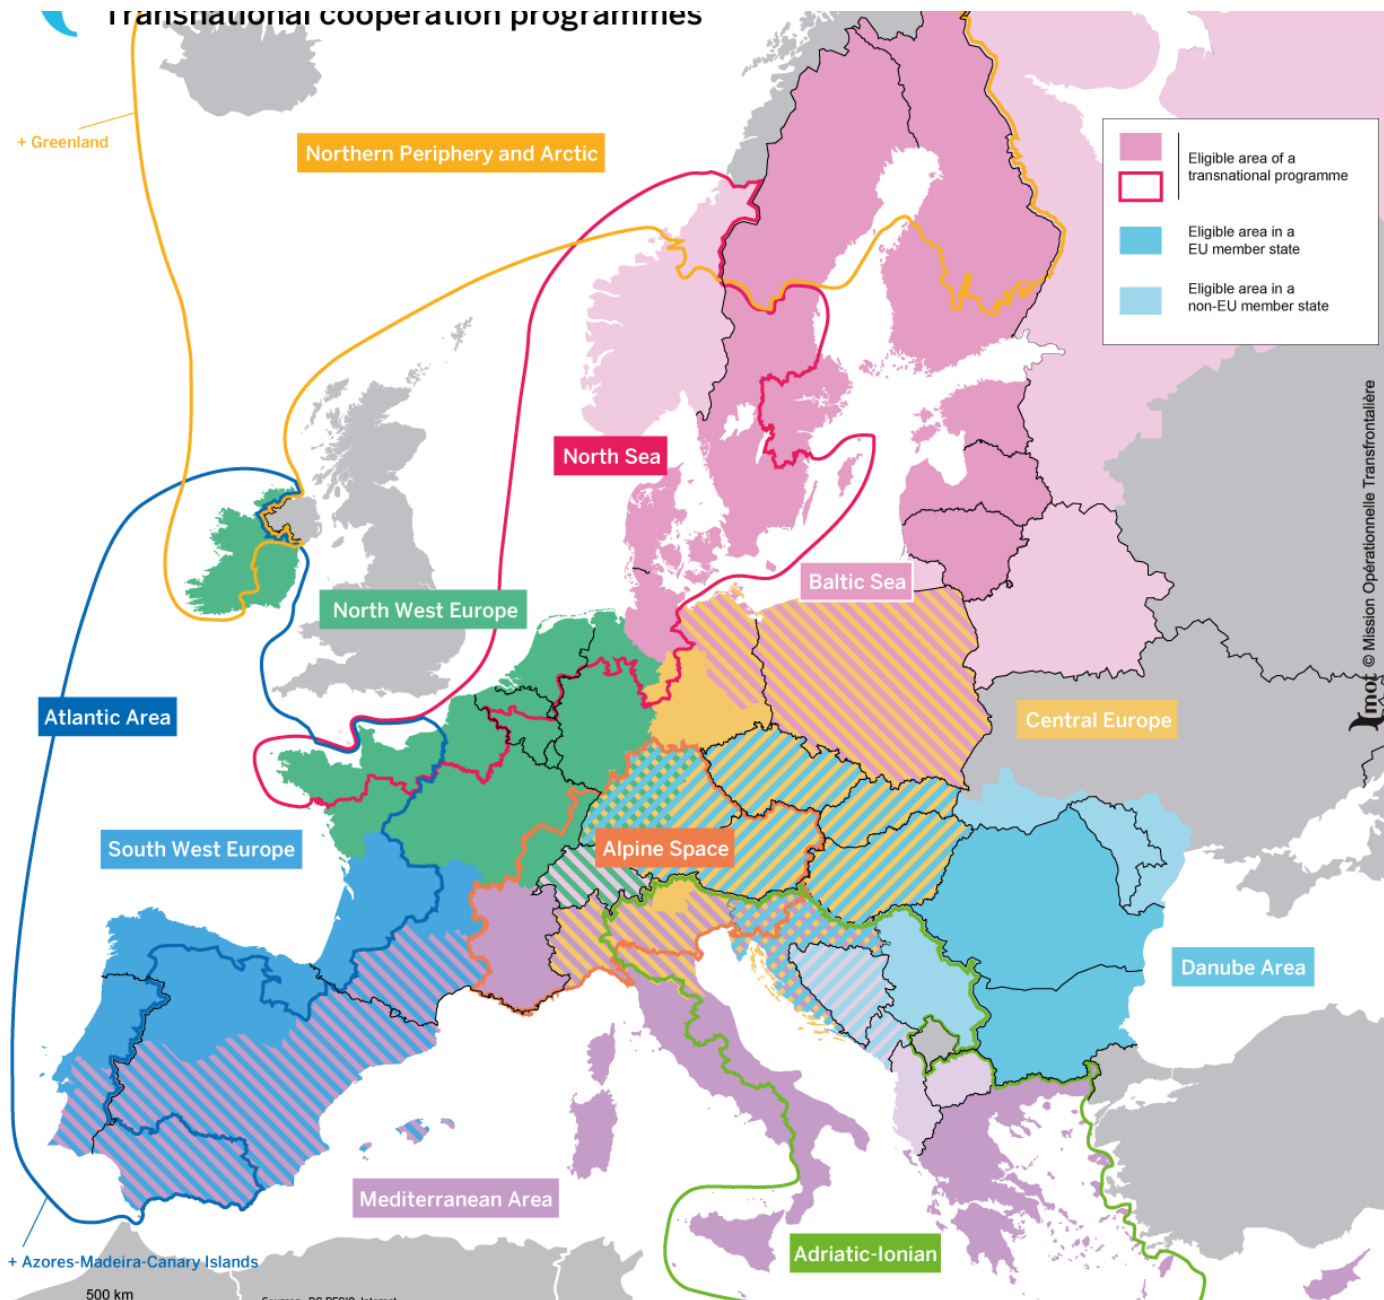 Transnational cooperation programmes
+ Greenland
Northern Periphery and Arctic
Eligible area of a
transnational programme
Eligible area in a
EU member state
Eligible area in a
non-EU member state
North Sea
Baltic Sea
North West Europe
Atlantic Area
Central Europe
South West Europe
Alpine Space
Danube Area
Mediterranean Area
Adriatic-Ionian
+ Azores-Madeira-Canary Islands
500 km
mot © Mission Opérationnelle Transfrontalière